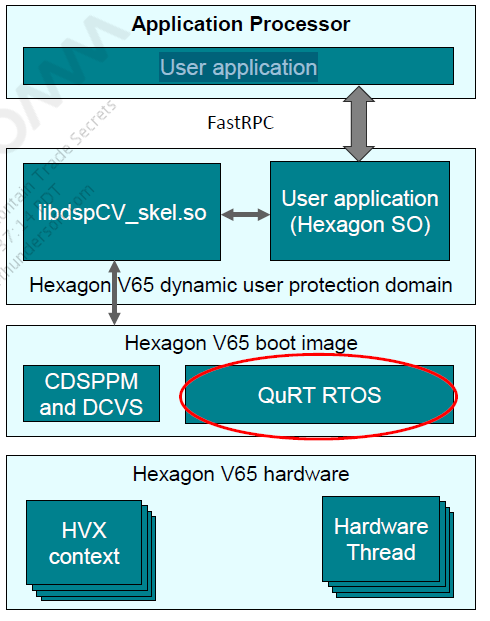 Application Processor
User application
FastRPC
libdspCV_skel.so
User application
(Hexagon SO)
Hexagon V65 dynamic user protection domain
Hexagon V65 boot image
CDSPPM
and DCVS
QuRT RTOS
Hexagon V65 hardware
HVX
context
Hardware
Thread